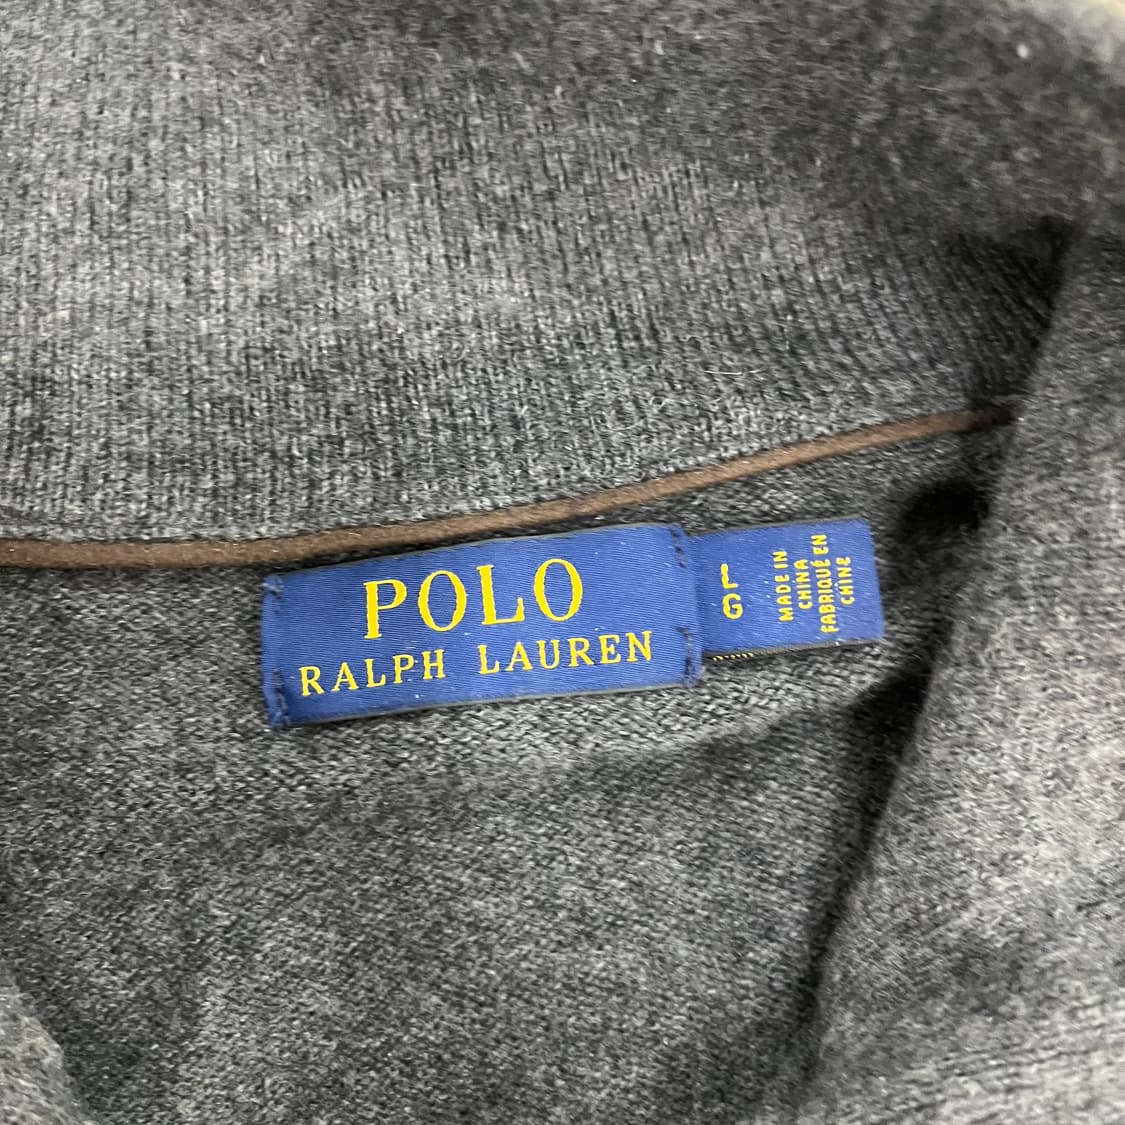 POLO
RALPH LAUREN
L
G
MADE IN
CHINA
FABRIQUÉ EN
CHINE